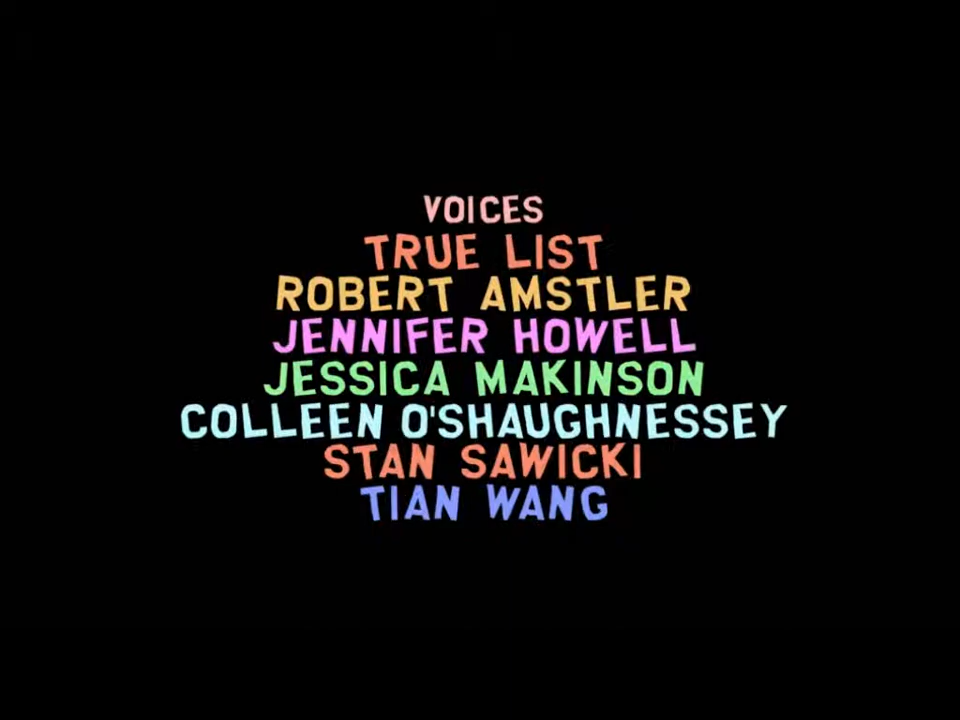 VOICES
TRUE LIST
ROBERT AMSTLER
JENNIFER HOWELL
JESSICA MAKINSON
COLLEEN O'SHAUGHNESSEY
STAN SAWICKI
TIAN WANG